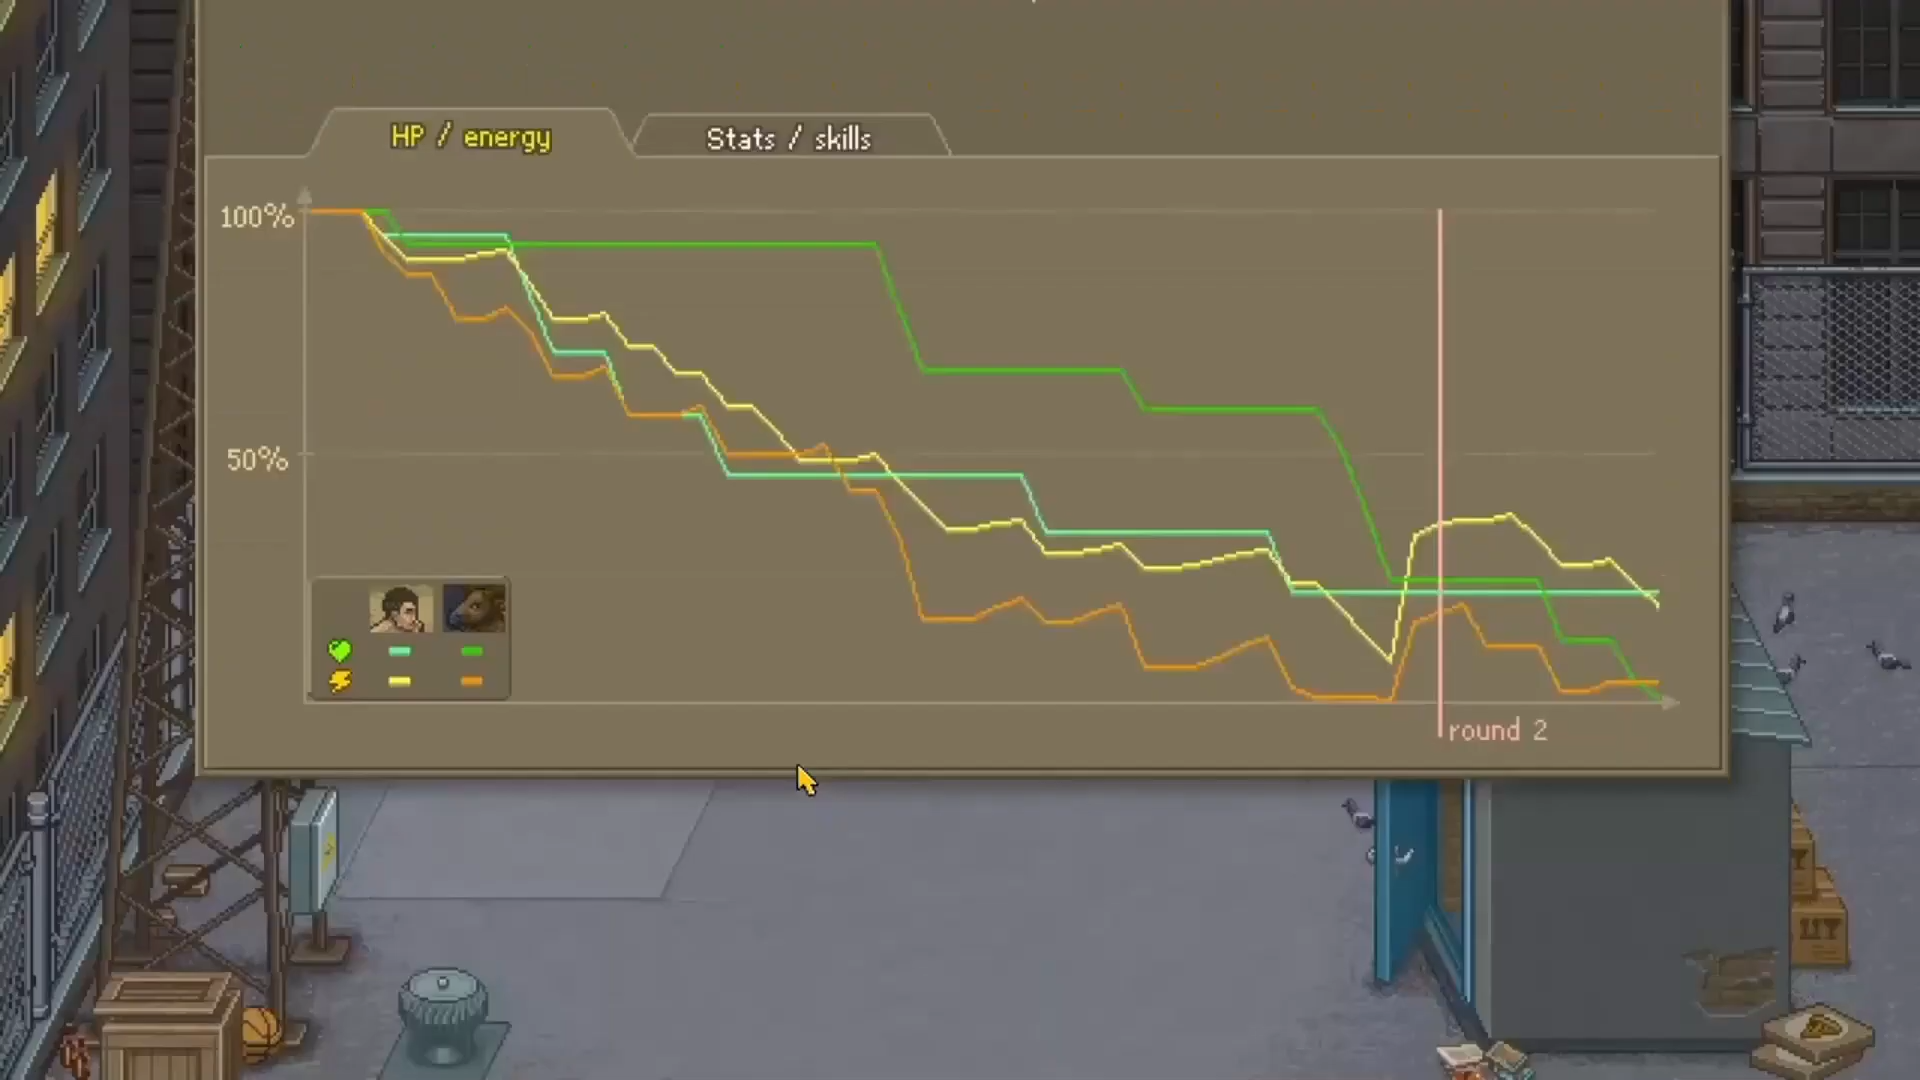 HP / energy
Stats / skills
100%
50%
round 2